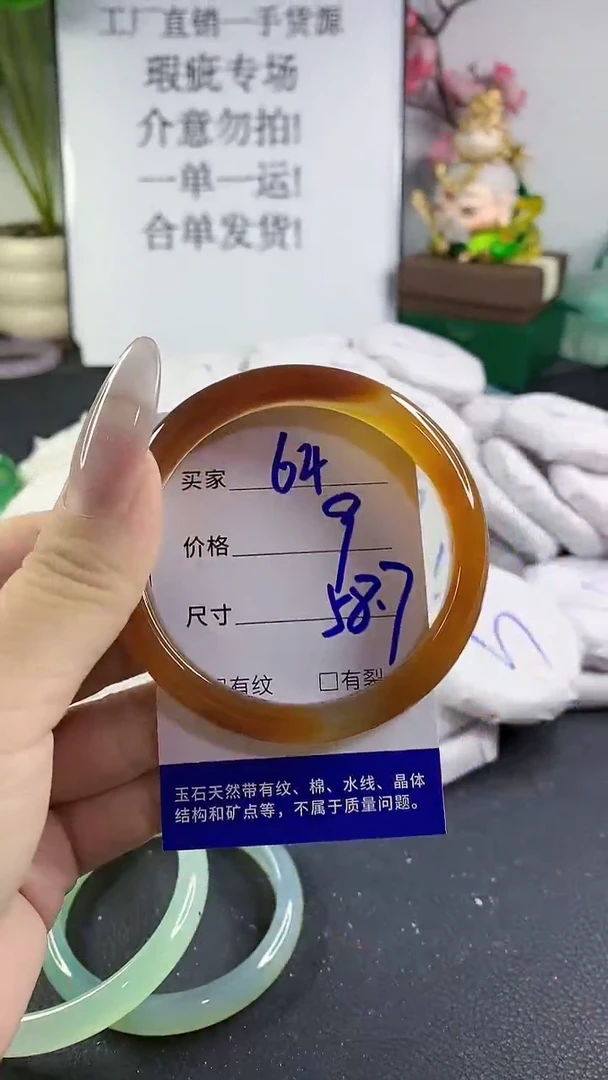 工厂直销一手货源
瑕疵专场
介意勿拍!
一单一运!
合单发货!
买家 64
价格 9
尺寸 58.7
□有纹 □有裂
玉石天然带有纹、棉、水线、晶体
结构和矿点等，不属于质量问题。